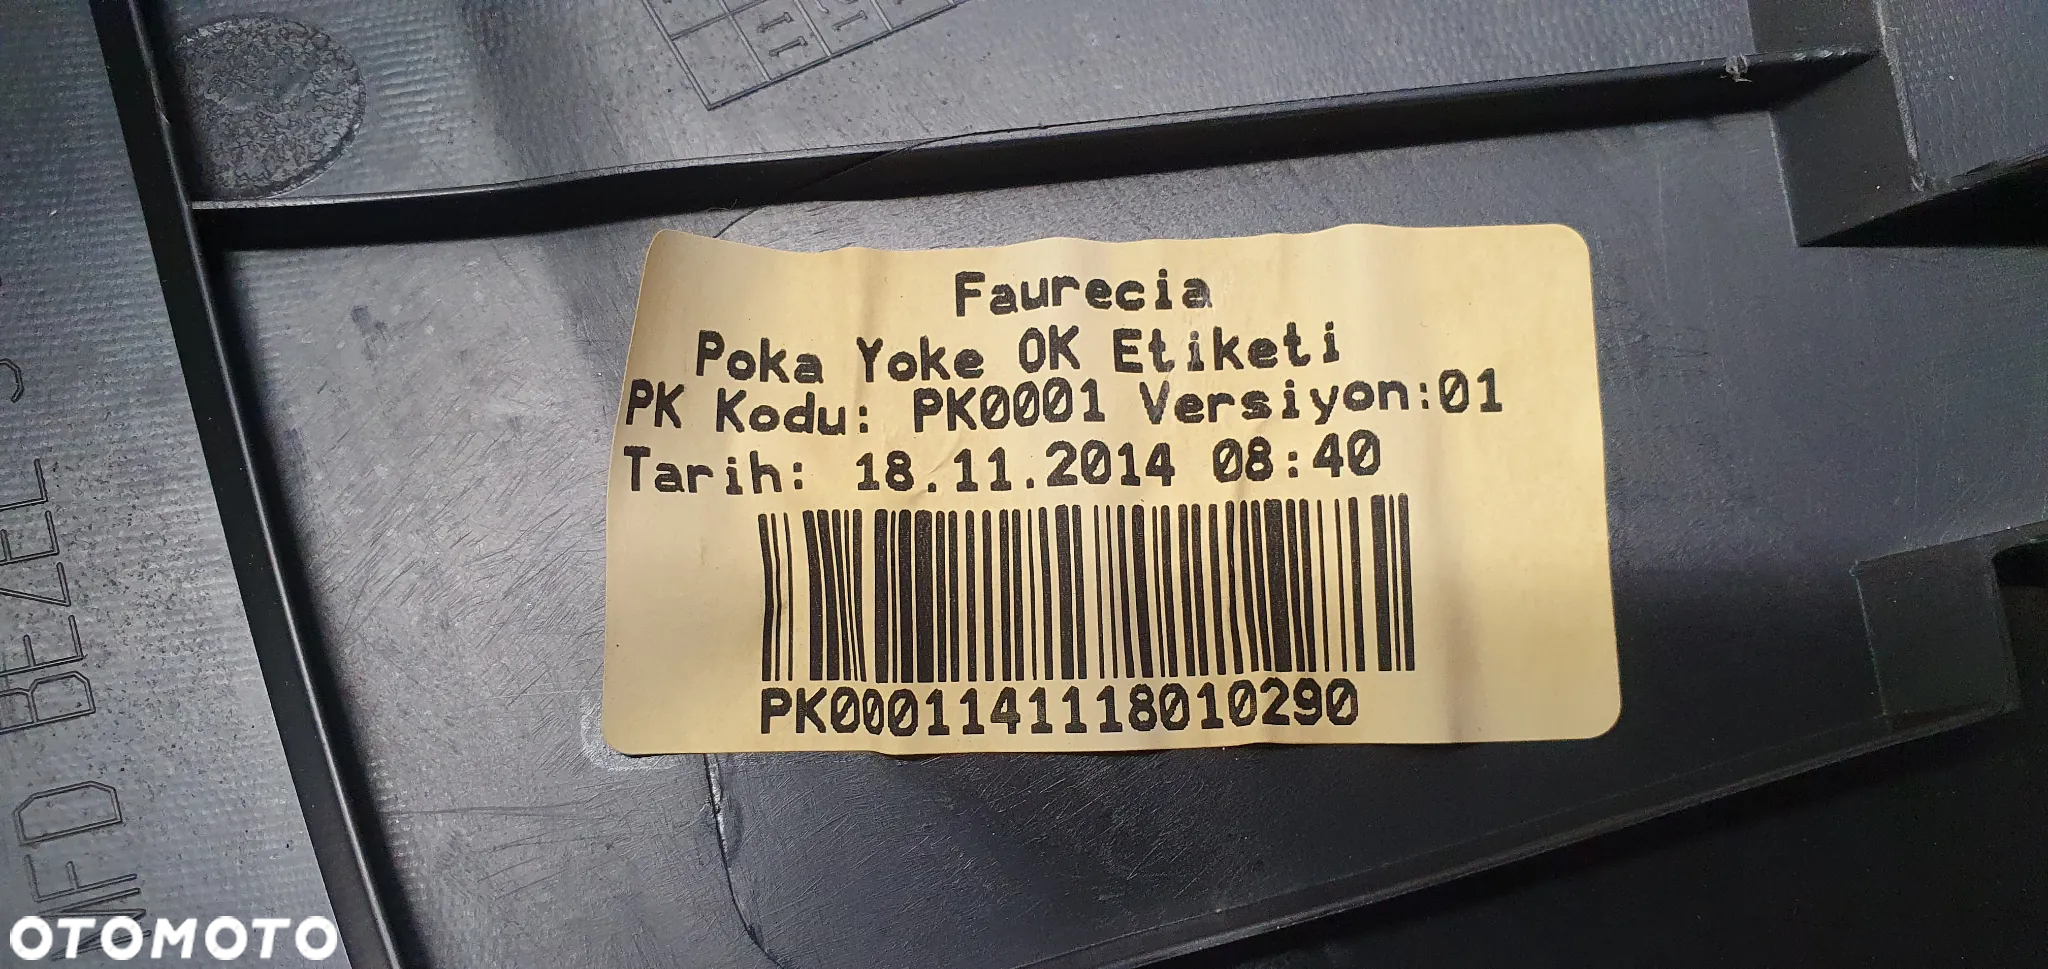 Faurecia
Poka Yoke OK Etiketi
PK Kodu: PK0001 Versiyon:01
Tarih: 18.11.2014 08:40
PK0001141118010290
BEZEL
OTOMOTO